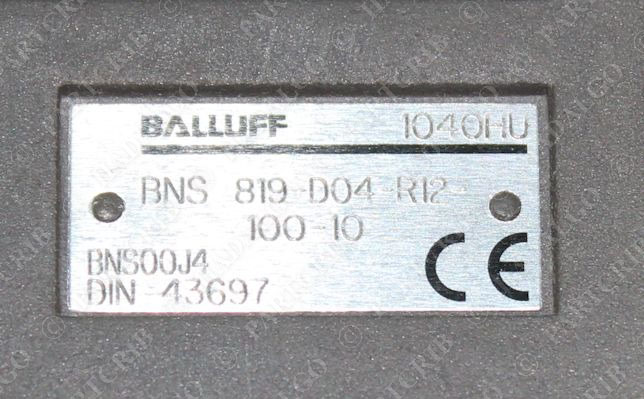 BALLUFF 1040HU
BNS 819-D04-R12-
100-10
BNS00J4
DIN 43697
CE